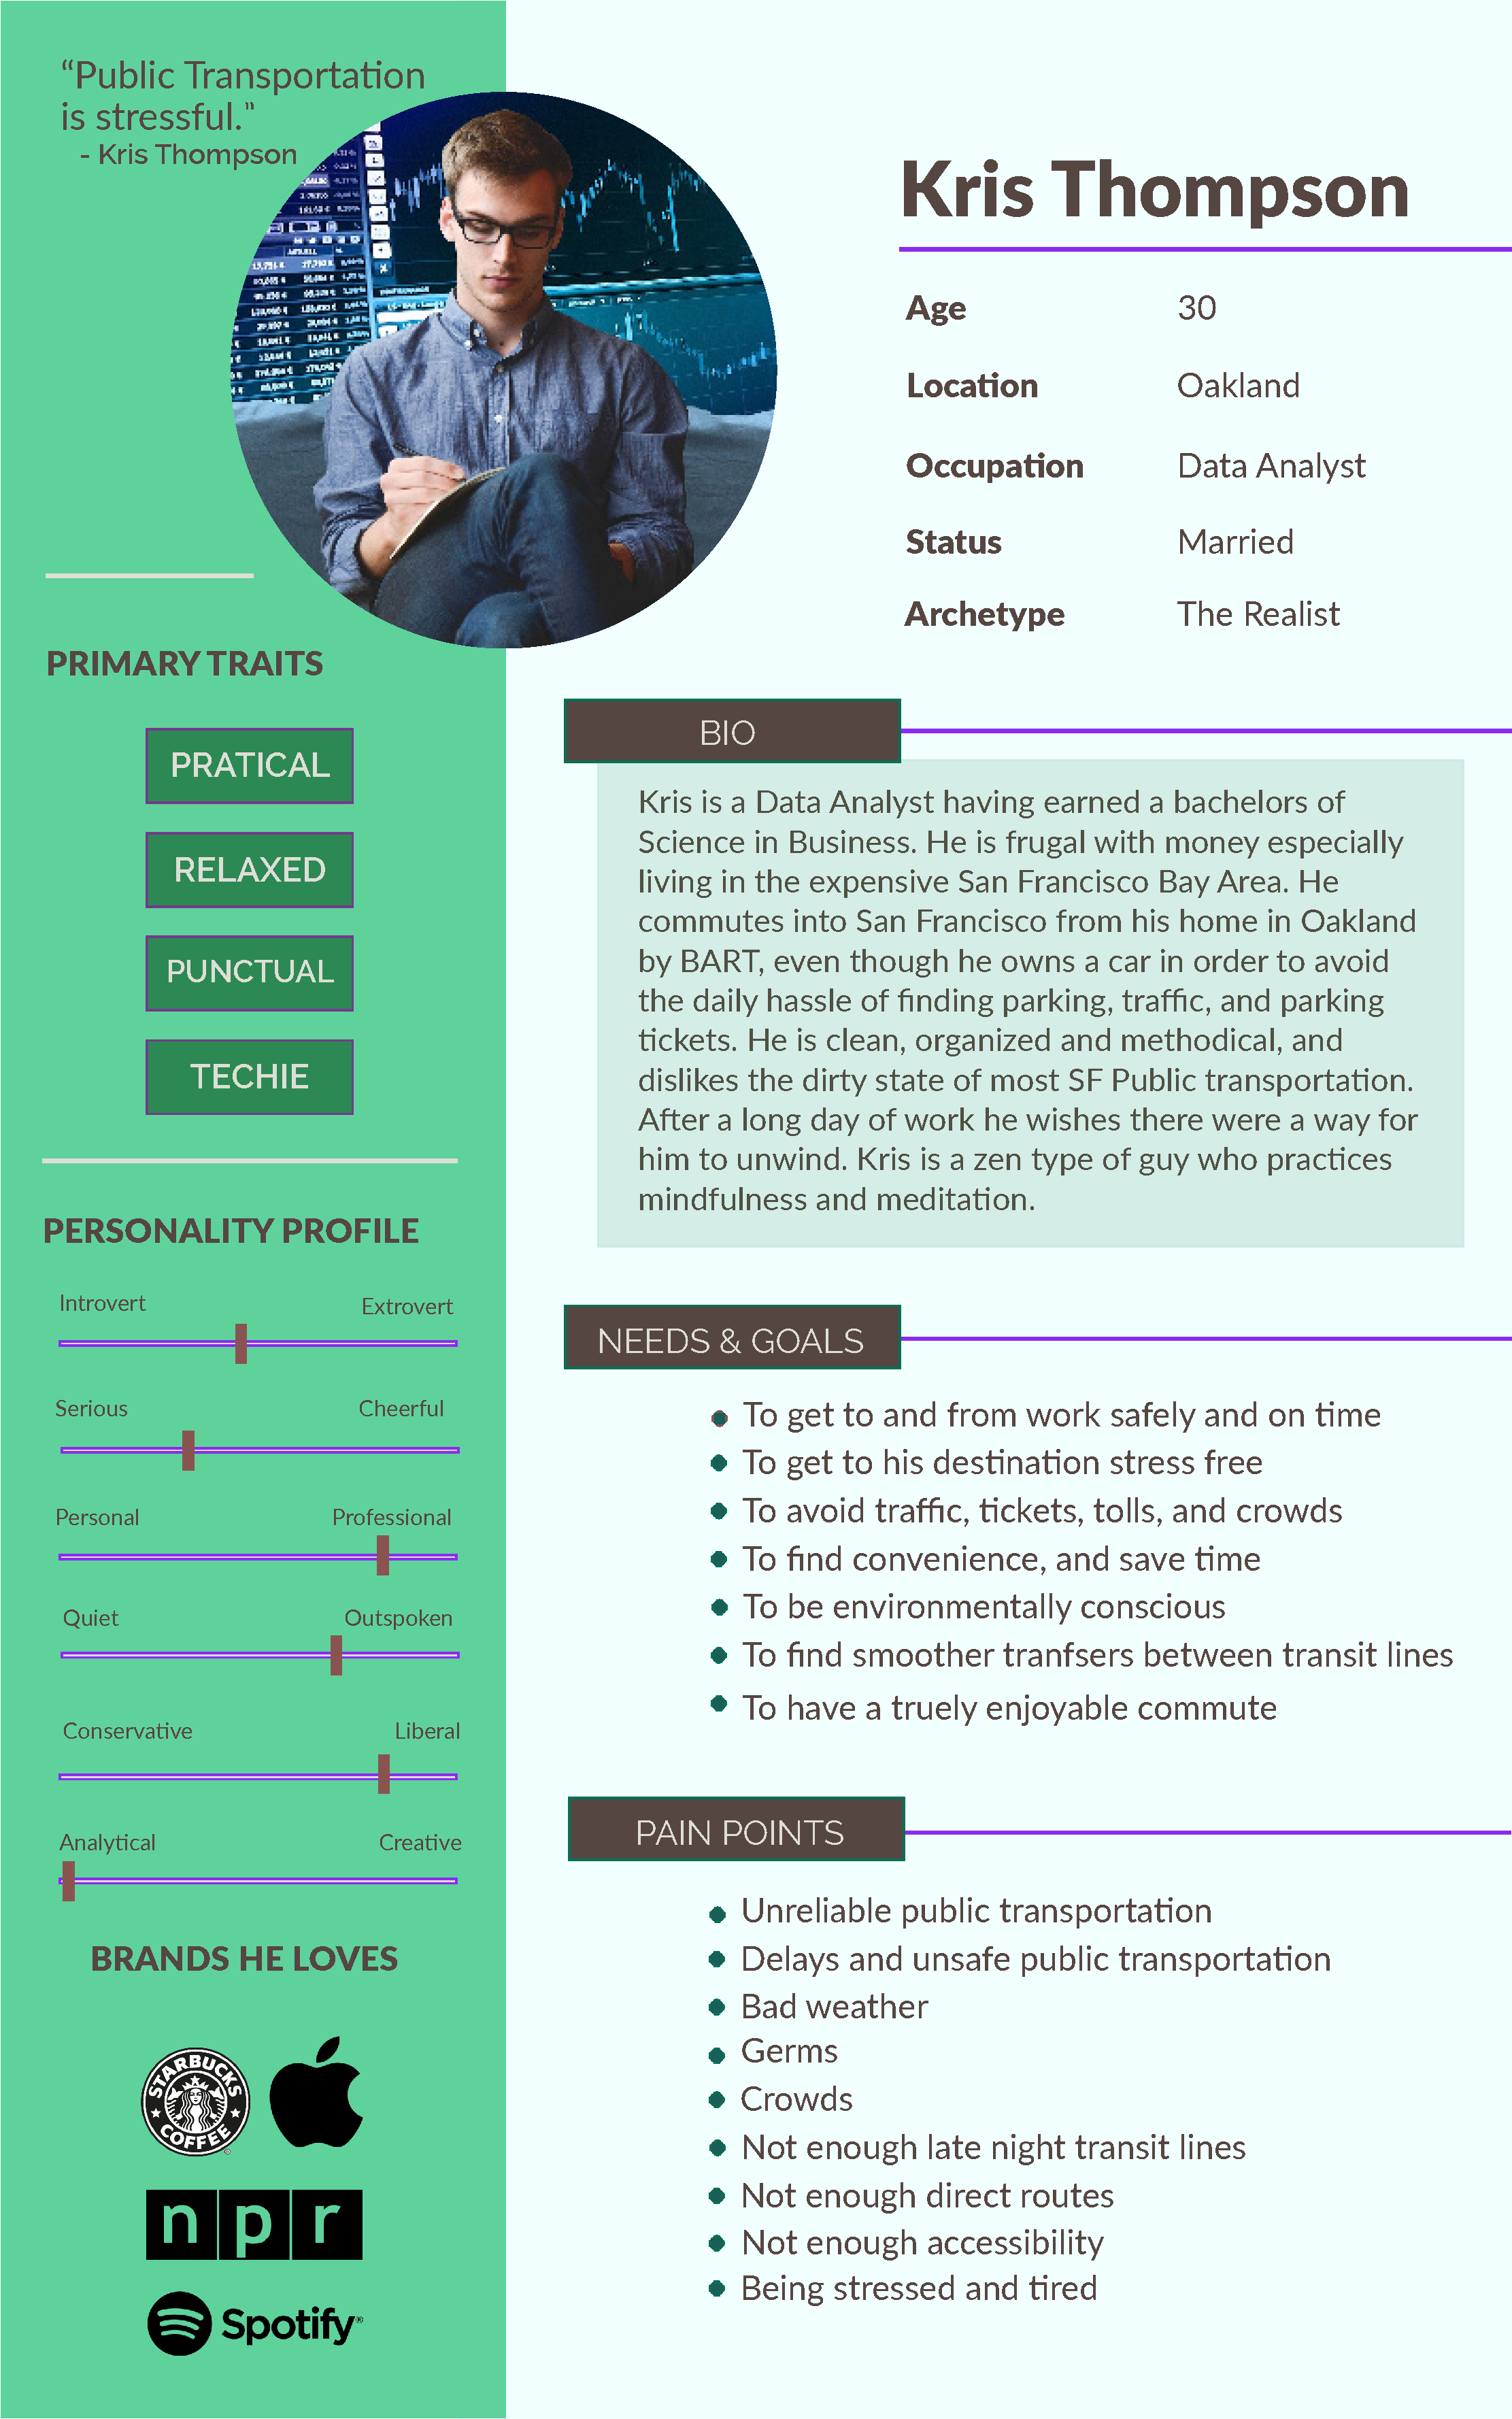 “Public Transportation
is stressful.”
- Kris Thompson
Kris Thompson
Age 30
Location Oakland
Occupation Data Analyst
Status Married
Archetype The Realist
PRIMARY TRAITS
PRATICAL
RELAXED
PUNCTUAL
TECHIE
PERSONALITY PROFILE
Introvert Extrovert
Serious Cheerful
Personal Professional
Quiet Outspoken
Conservative Liberal
Analytical Creative
BRANDS HE LOVES
STARBUCKS
COFFEE
npr
Spotify®
BIO
Kris is a Data Analyst having earned a bachelors of
Science in Business. He is frugal with money especially
living in the expensive San Francisco Bay Area. He
commutes into San Francisco from his home in Oakland
by BART, even though he owns a car in order to avoid
the daily hassle of finding parking, traffic, and parking
tickets. He is clean, organized and methodical, and
dislikes the dirty state of most SF Public transportation.
After a long day of work he wishes there were a way for
him to unwind. Kris is a zen type of guy who practices
mindfulness and meditation.
NEEDS & GOALS
To get to and from work safely and on time
To get to his destination stress free
To avoid traffic, tickets, tolls, and crowds
To find convenience, and save time
To be environmentally conscious
To find smoother tranfsers between transit lines
To have a truely enjoyable commute
PAIN POINTS
Unreliable public transportation
Delays and unsafe public transportation
Bad weather
Germs
Crowds
Not enough late night transit lines
Not enough direct routes
Not enough accessibility
Being stressed and tired